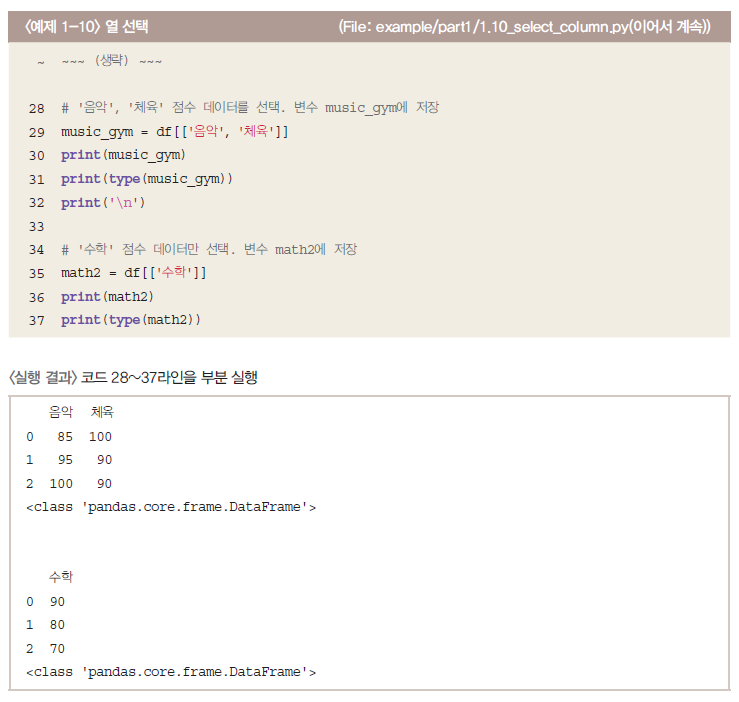 〈예제 1-10〉 열 선택 (File: example/part1/1.10_select_column.py(이어서 계속))
~ ~~~ (생략) ~~~
28 # '음악', '체육' 점수 데이터를 선택. 변수 music_gym에 저장
29 music_gym = df[['음악', '체육']]
30 print(music_gym)
31 print(type(music_gym))
32 print('\n')
33
34 # '수학' 점수 데이터만 선택. 변수 math2에 저장
35 math2 = df[['수학']]
36 print(math2)
37 print(type(math2))
〈실행 결과〉 코드 28~37라인을 부분 실행
음악 체육
0 85 100
1 95 90
2 100 90
<class 'pandas.core.frame.DataFrame'>
수학
0 90
1 80
2 70
<class 'pandas.core.frame.DataFrame'>